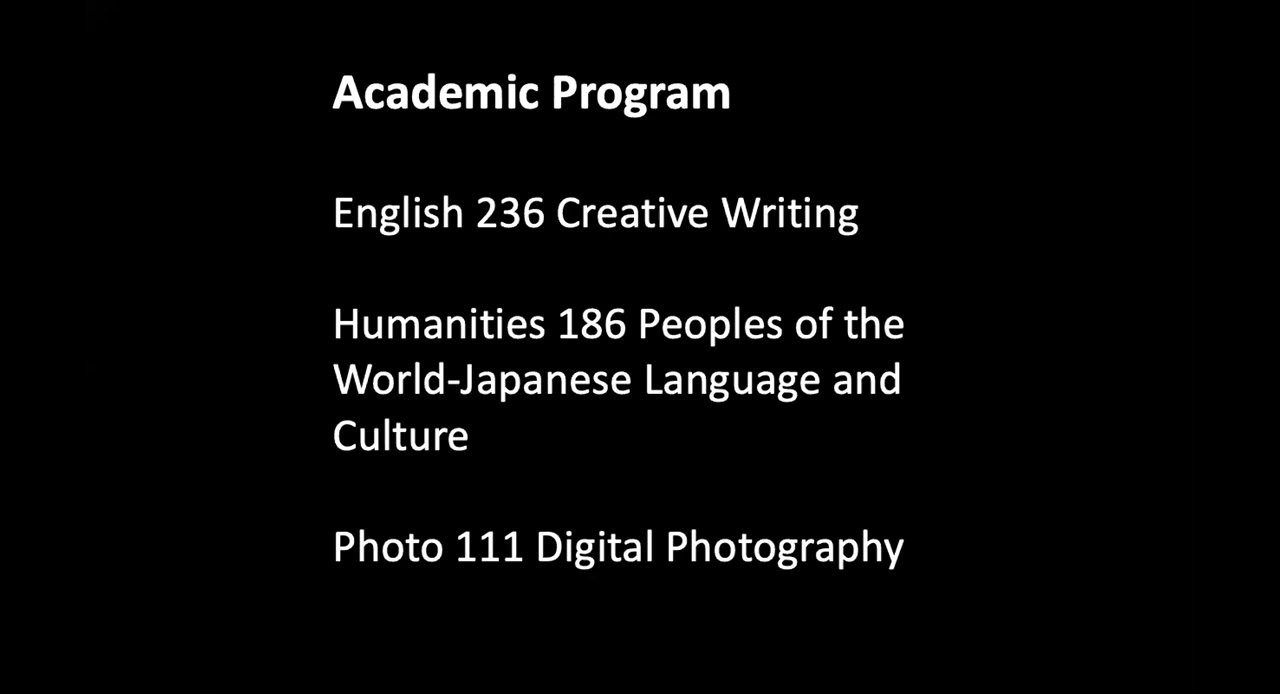 Academic Program
English 236 Creative Writing
Humanities 186 Peoples of the
World-Japanese Language and
Culture
Photo 111 Digital Photography